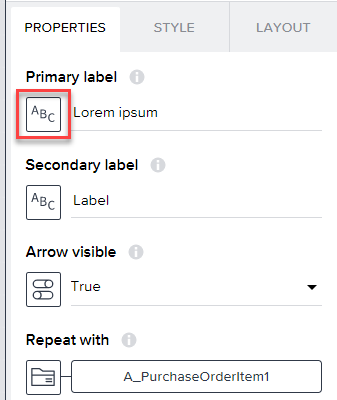 PROPERTIES STYLE LAYOUT
Primary label i
ABC Lorem ipsum
Secondary label i
ABC Label
Arrow visible i
True
Repeat with i
A_PurchaseOrderItem1